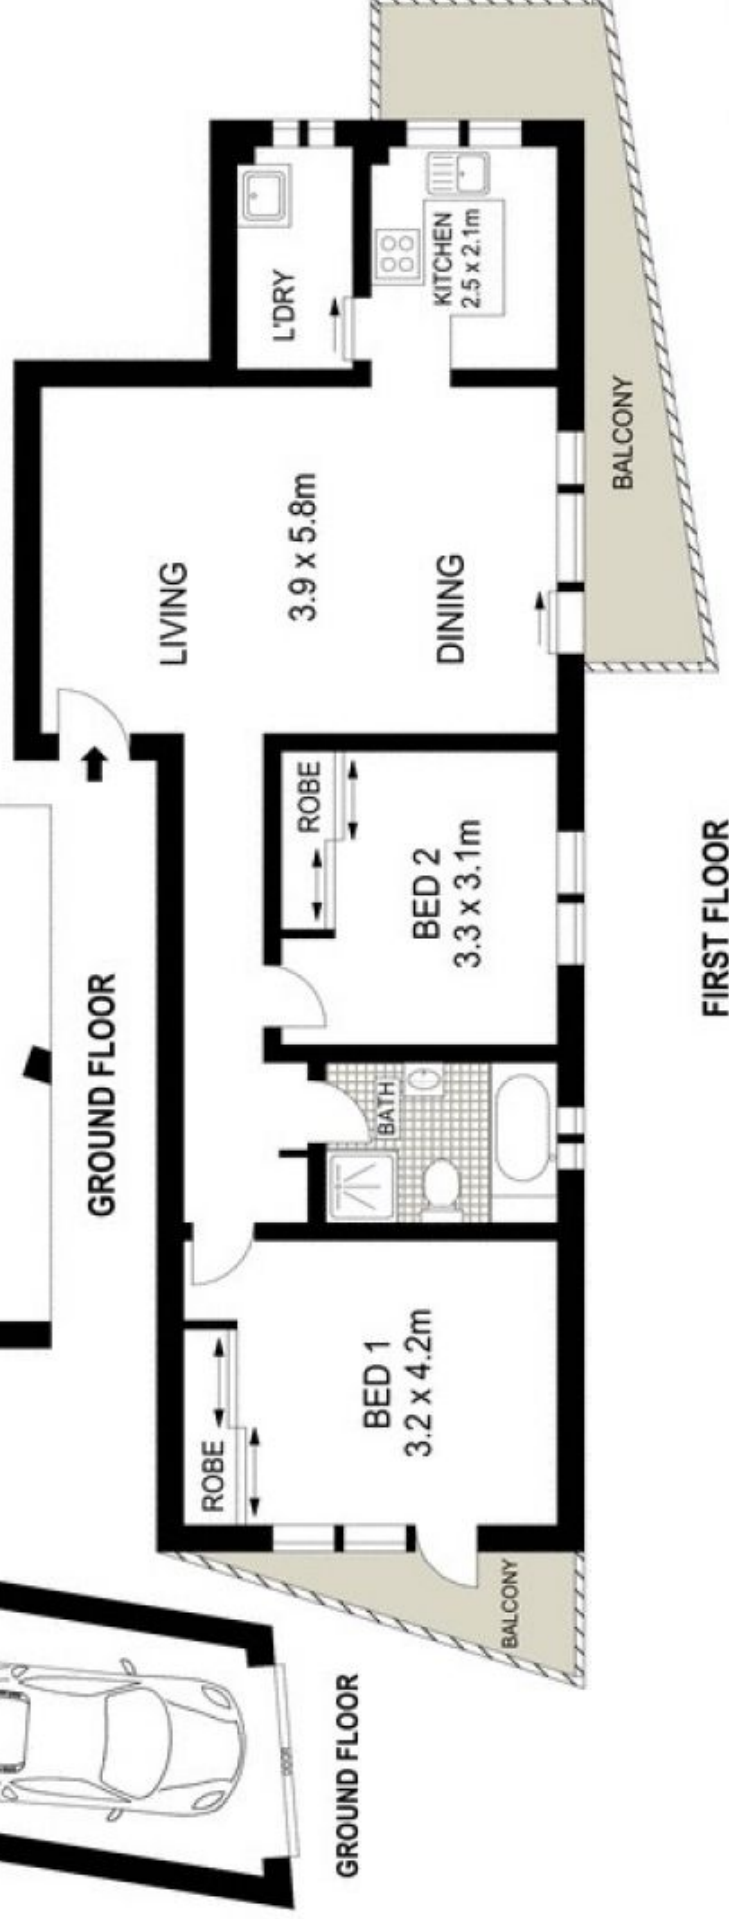 L'DRY
KITCHEN
2.5 x 2.1m
BALCONY
LIVING
3.9 x 5.8m
DINING
ROBE
BED 2
3.3 x 3.1m
FIRST FLOOR
GROUND FLOOR
BATH
BED 1
3.2 x 4.2m
ROBE
BALCONY
DOOR
GROUND FLOOR